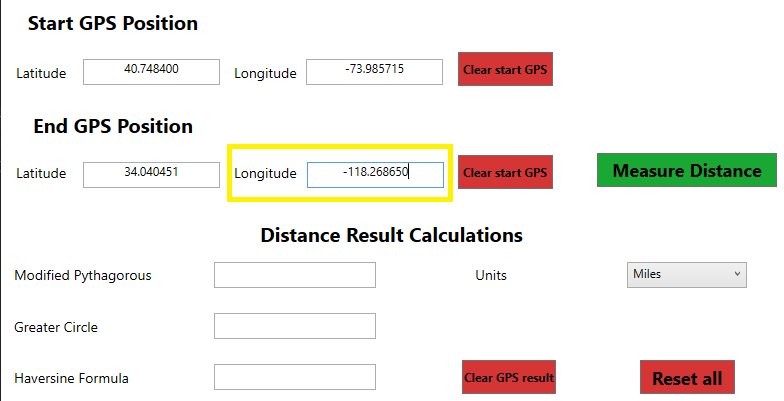 Start GPS Position
Latitude 40.748400 Longitude -73.985715 Clear start GPS
End GPS Position
Latitude 34.040451 Longitude -118.268650 Clear start GPS Measure Distance
Distance Result Calculations
Modified Pythagorous Units Miles
Greater Circle
Haversine Formula Clear GPS result Reset all